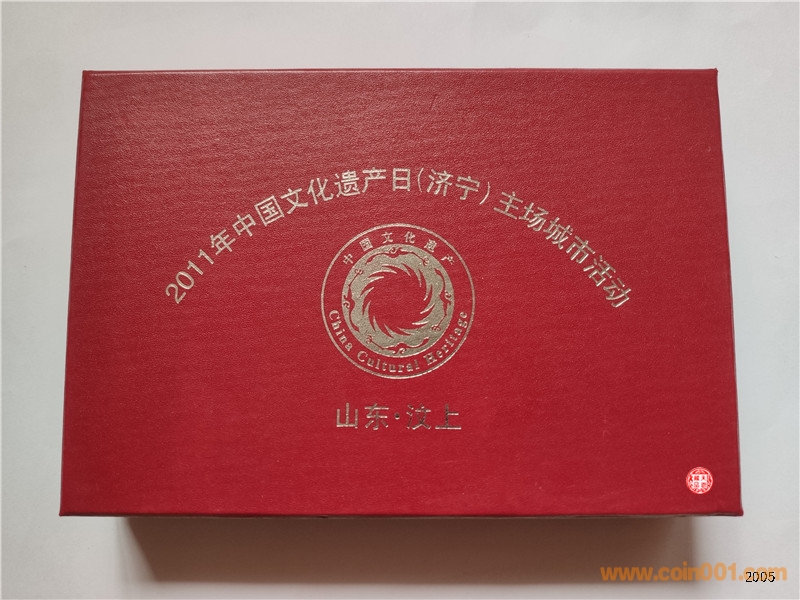 2011年中国文化遗产日(济宁)主场城市活动
中国文化遗产
China Cultural Heritage
山东·汶上
www.coin001.com
2005